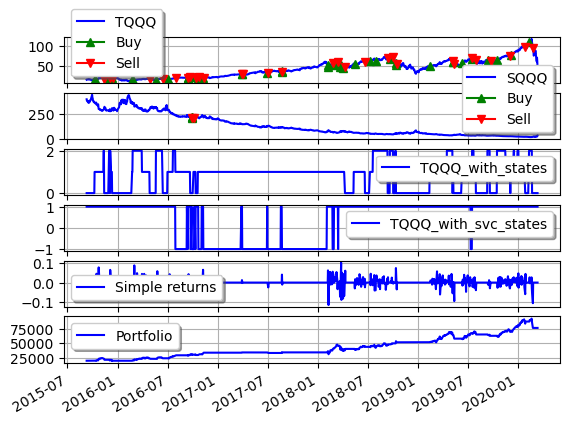 TQQQ
Buy
Sell
100
50
SQQQ
Buy
Sell
250
0
2
0
TQQQ_with_states
1
−1
TQQQ_with_svc_states
0.1
0.0
−0.1
Simple returns
75000
50000
25000
Portfolio
2015-07 2016-01 2016-07 2017-01 2017-07 2018-01 2018-07 2019-01 2019-07 2020-01